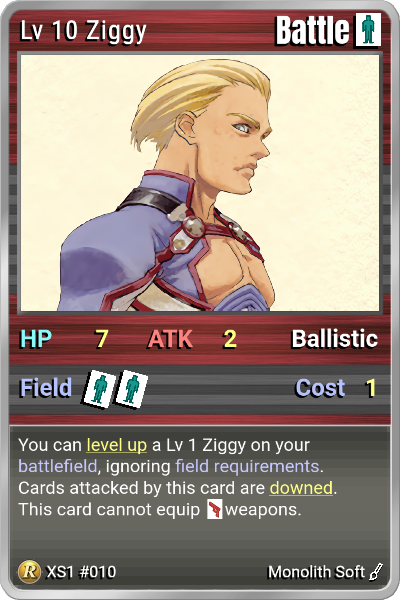 Lv 10 Ziggy Battle
HP 7 ATK 2 Ballistic
Field Cost 1
You can level up a Lv 1 Ziggy on your
battlefield, ignoring field requirements.
Cards attacked by this card are downed.
This card cannot equip weapons.
R XS1 #010 Monolith Soft